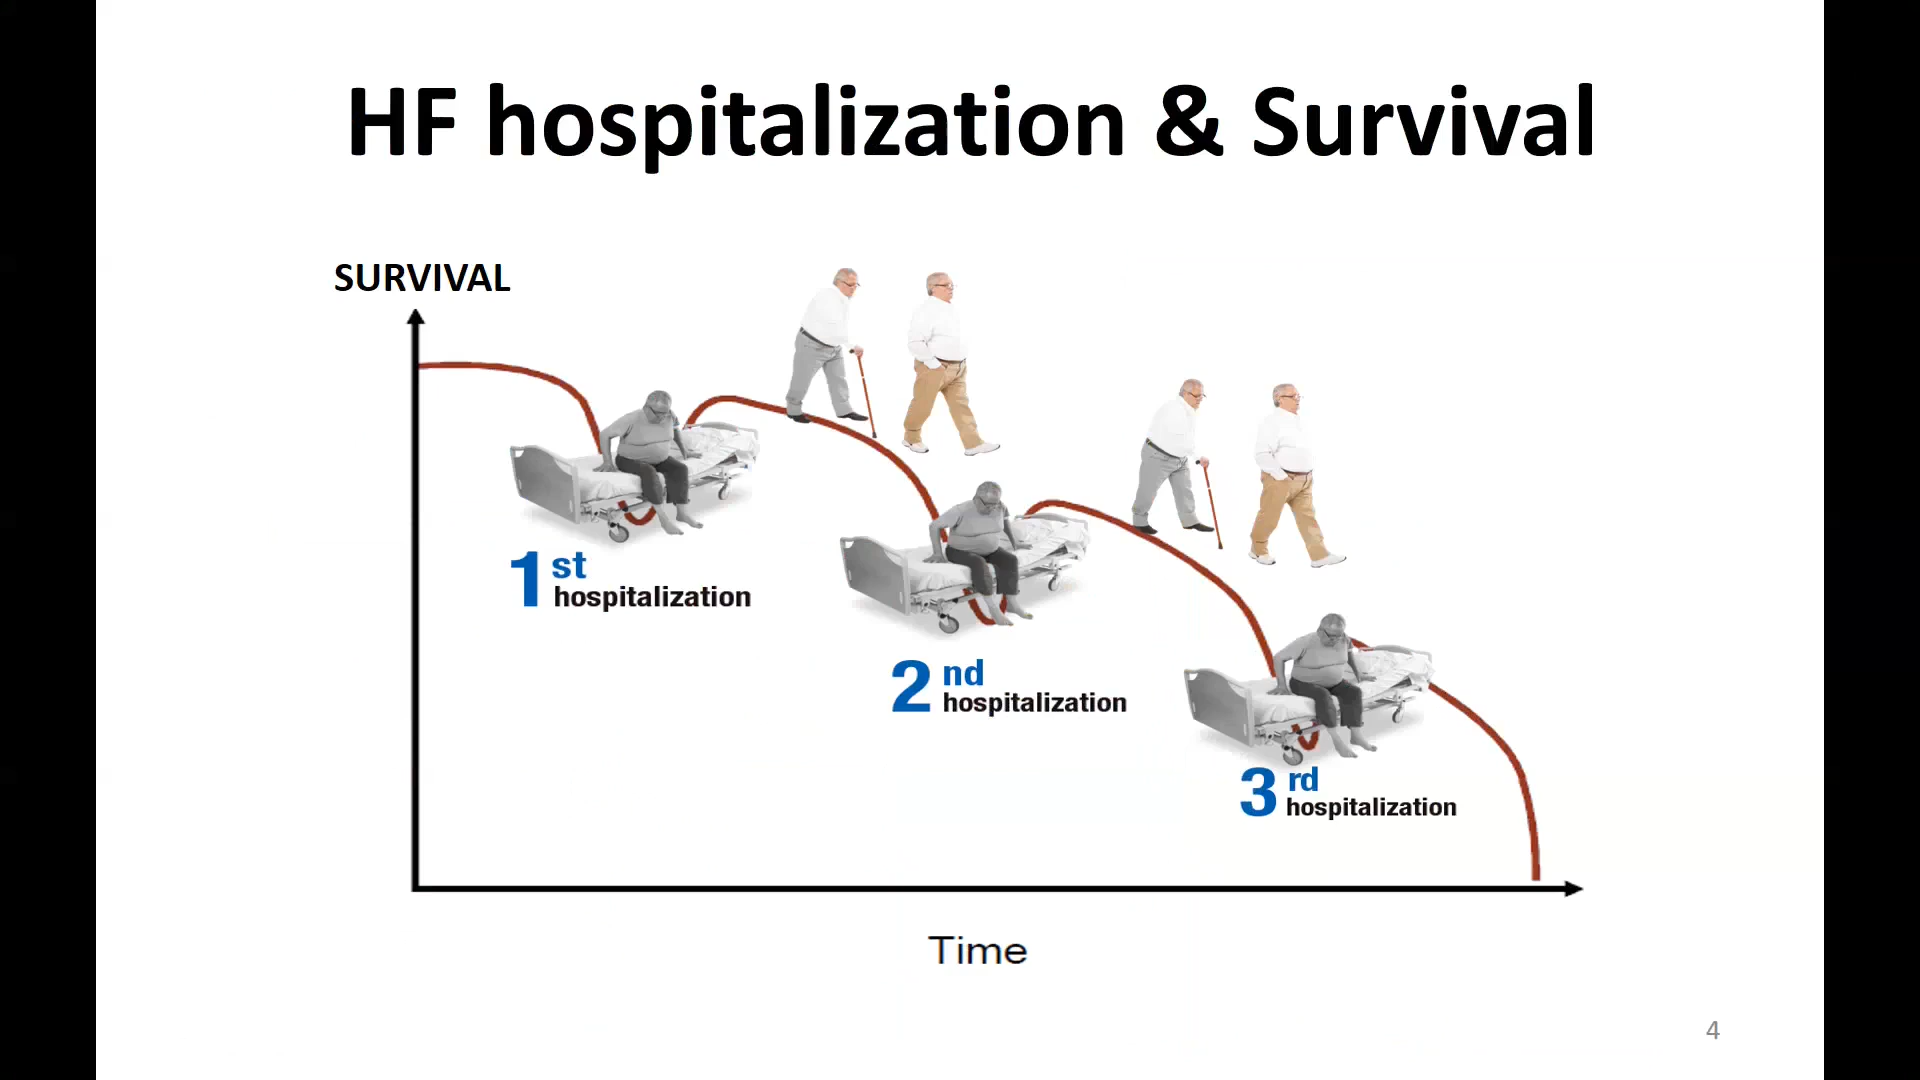 HF hospitalization & Survival
SURVIVAL
1st
hospitalization
2nd
hospitalization
3rd
hospitalization
Time
4